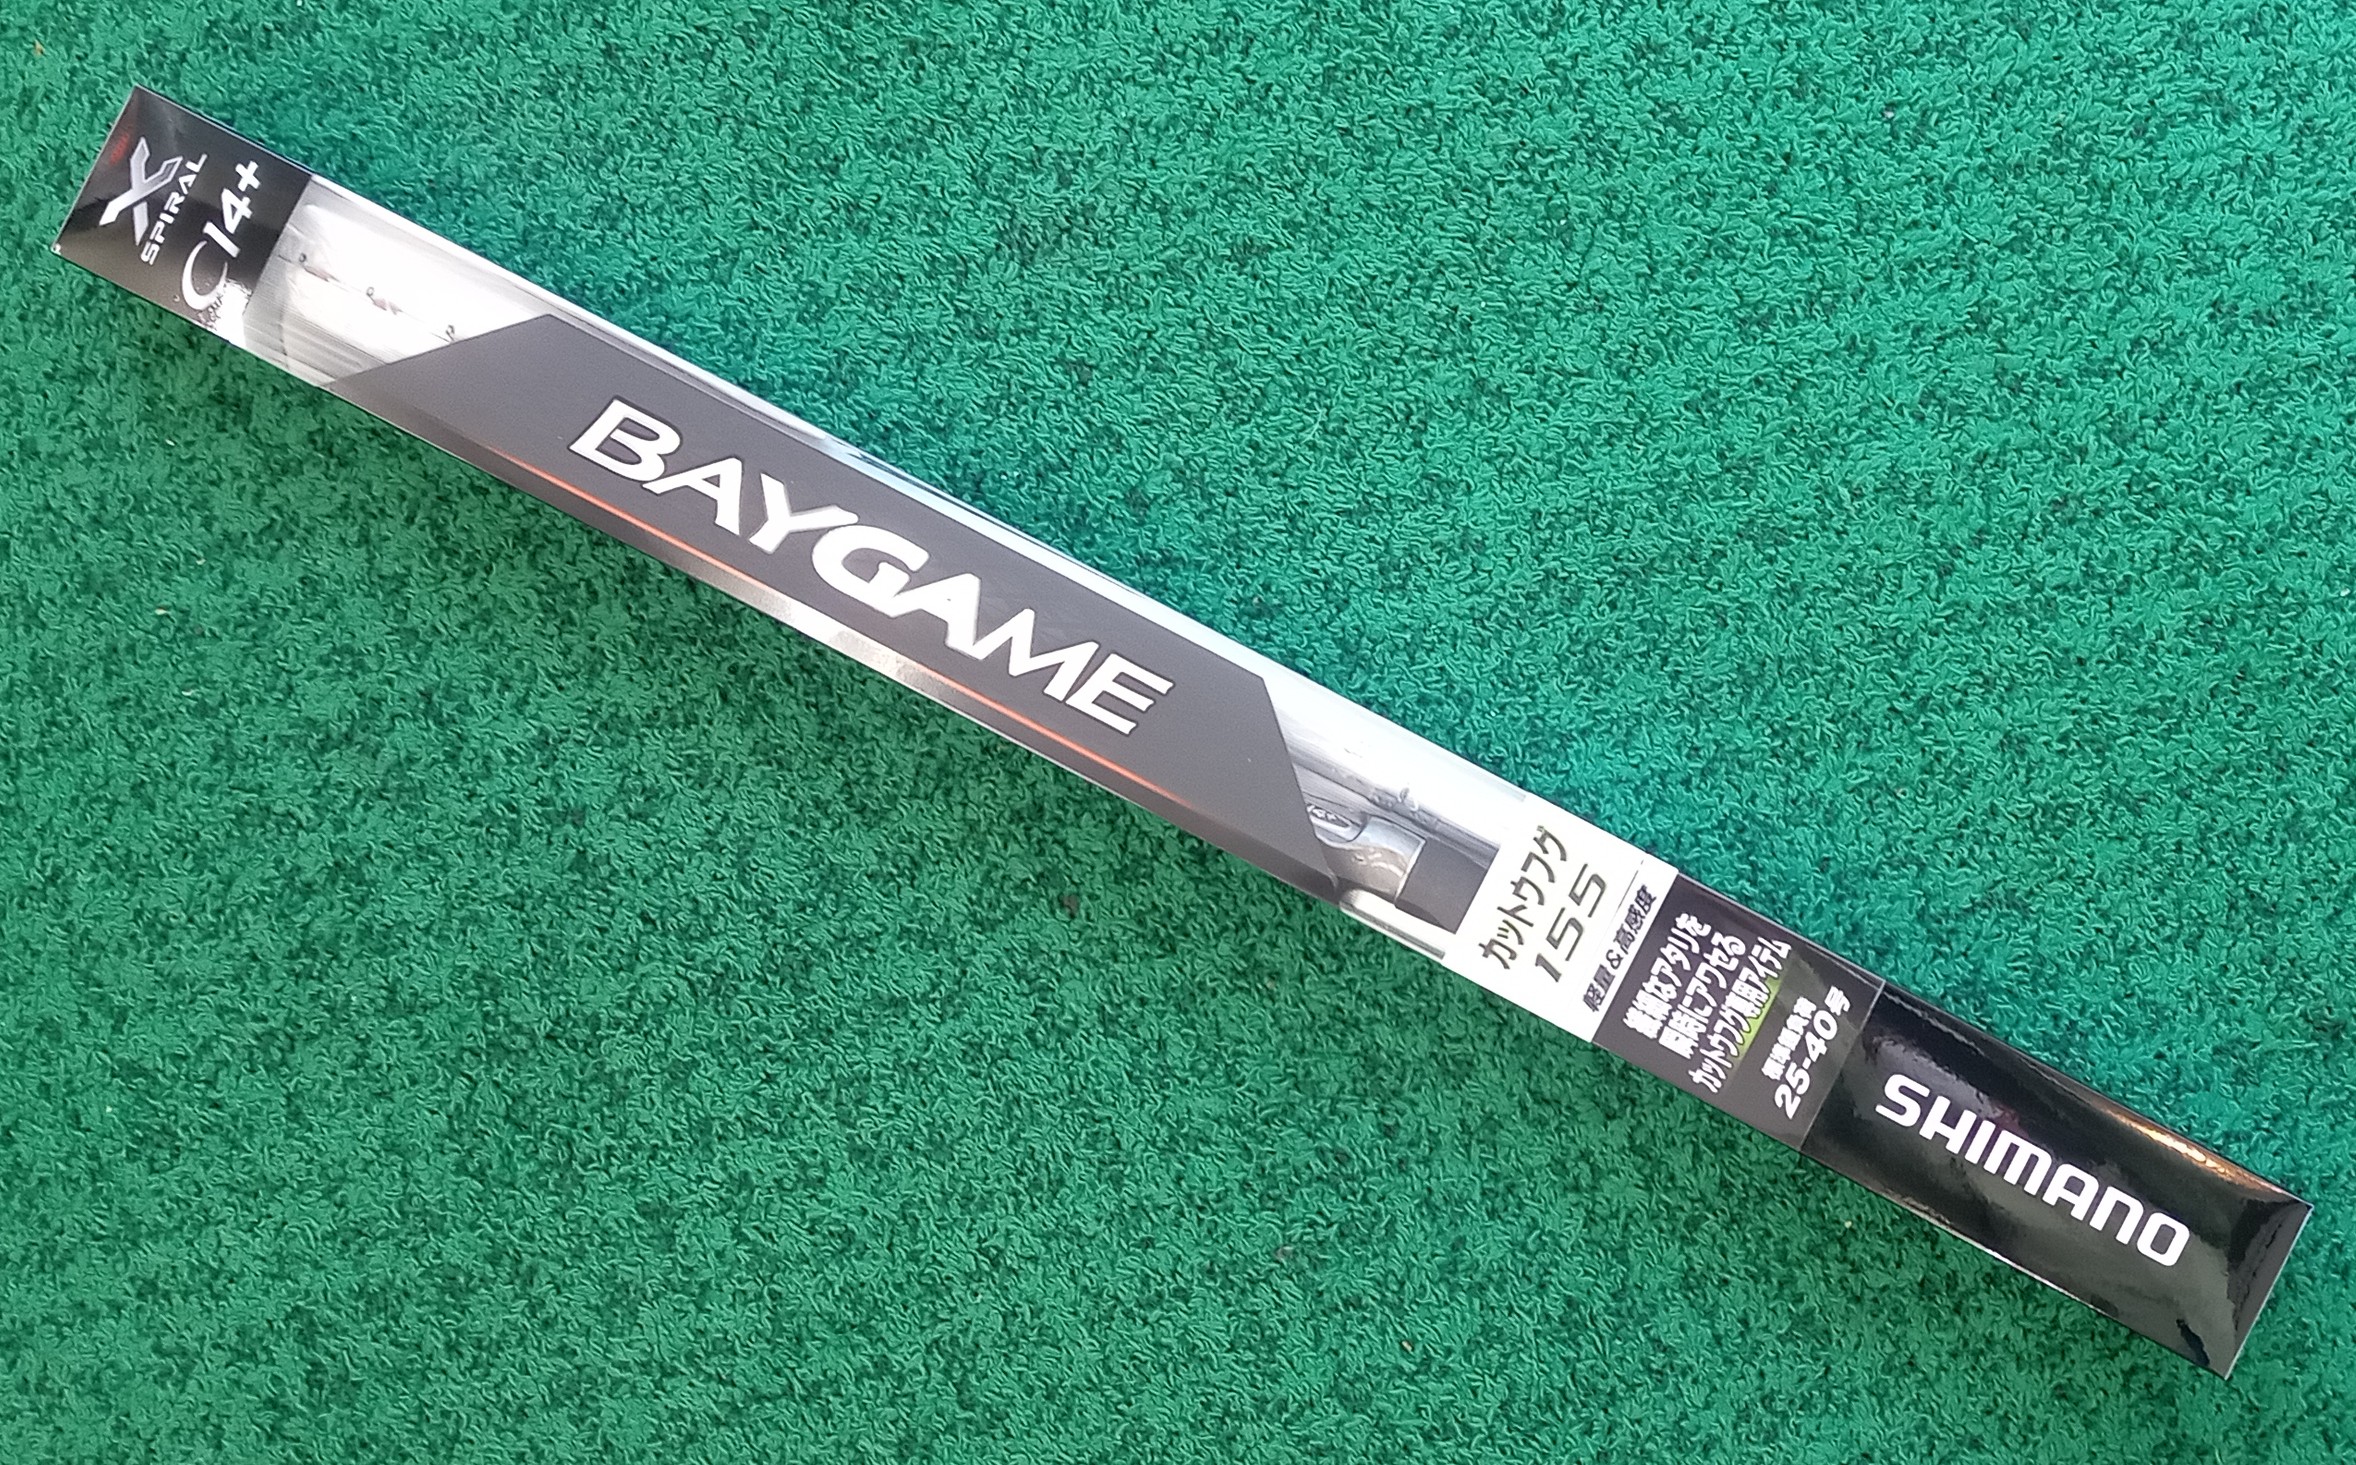 X
SPIRAL
CI4+
BAYGAME
カットウフグ
155
軽量&高感度
繊細なアタリを
瞬時にアワセる
カットウフグ専用アイテム
25-40号
SHIMANO